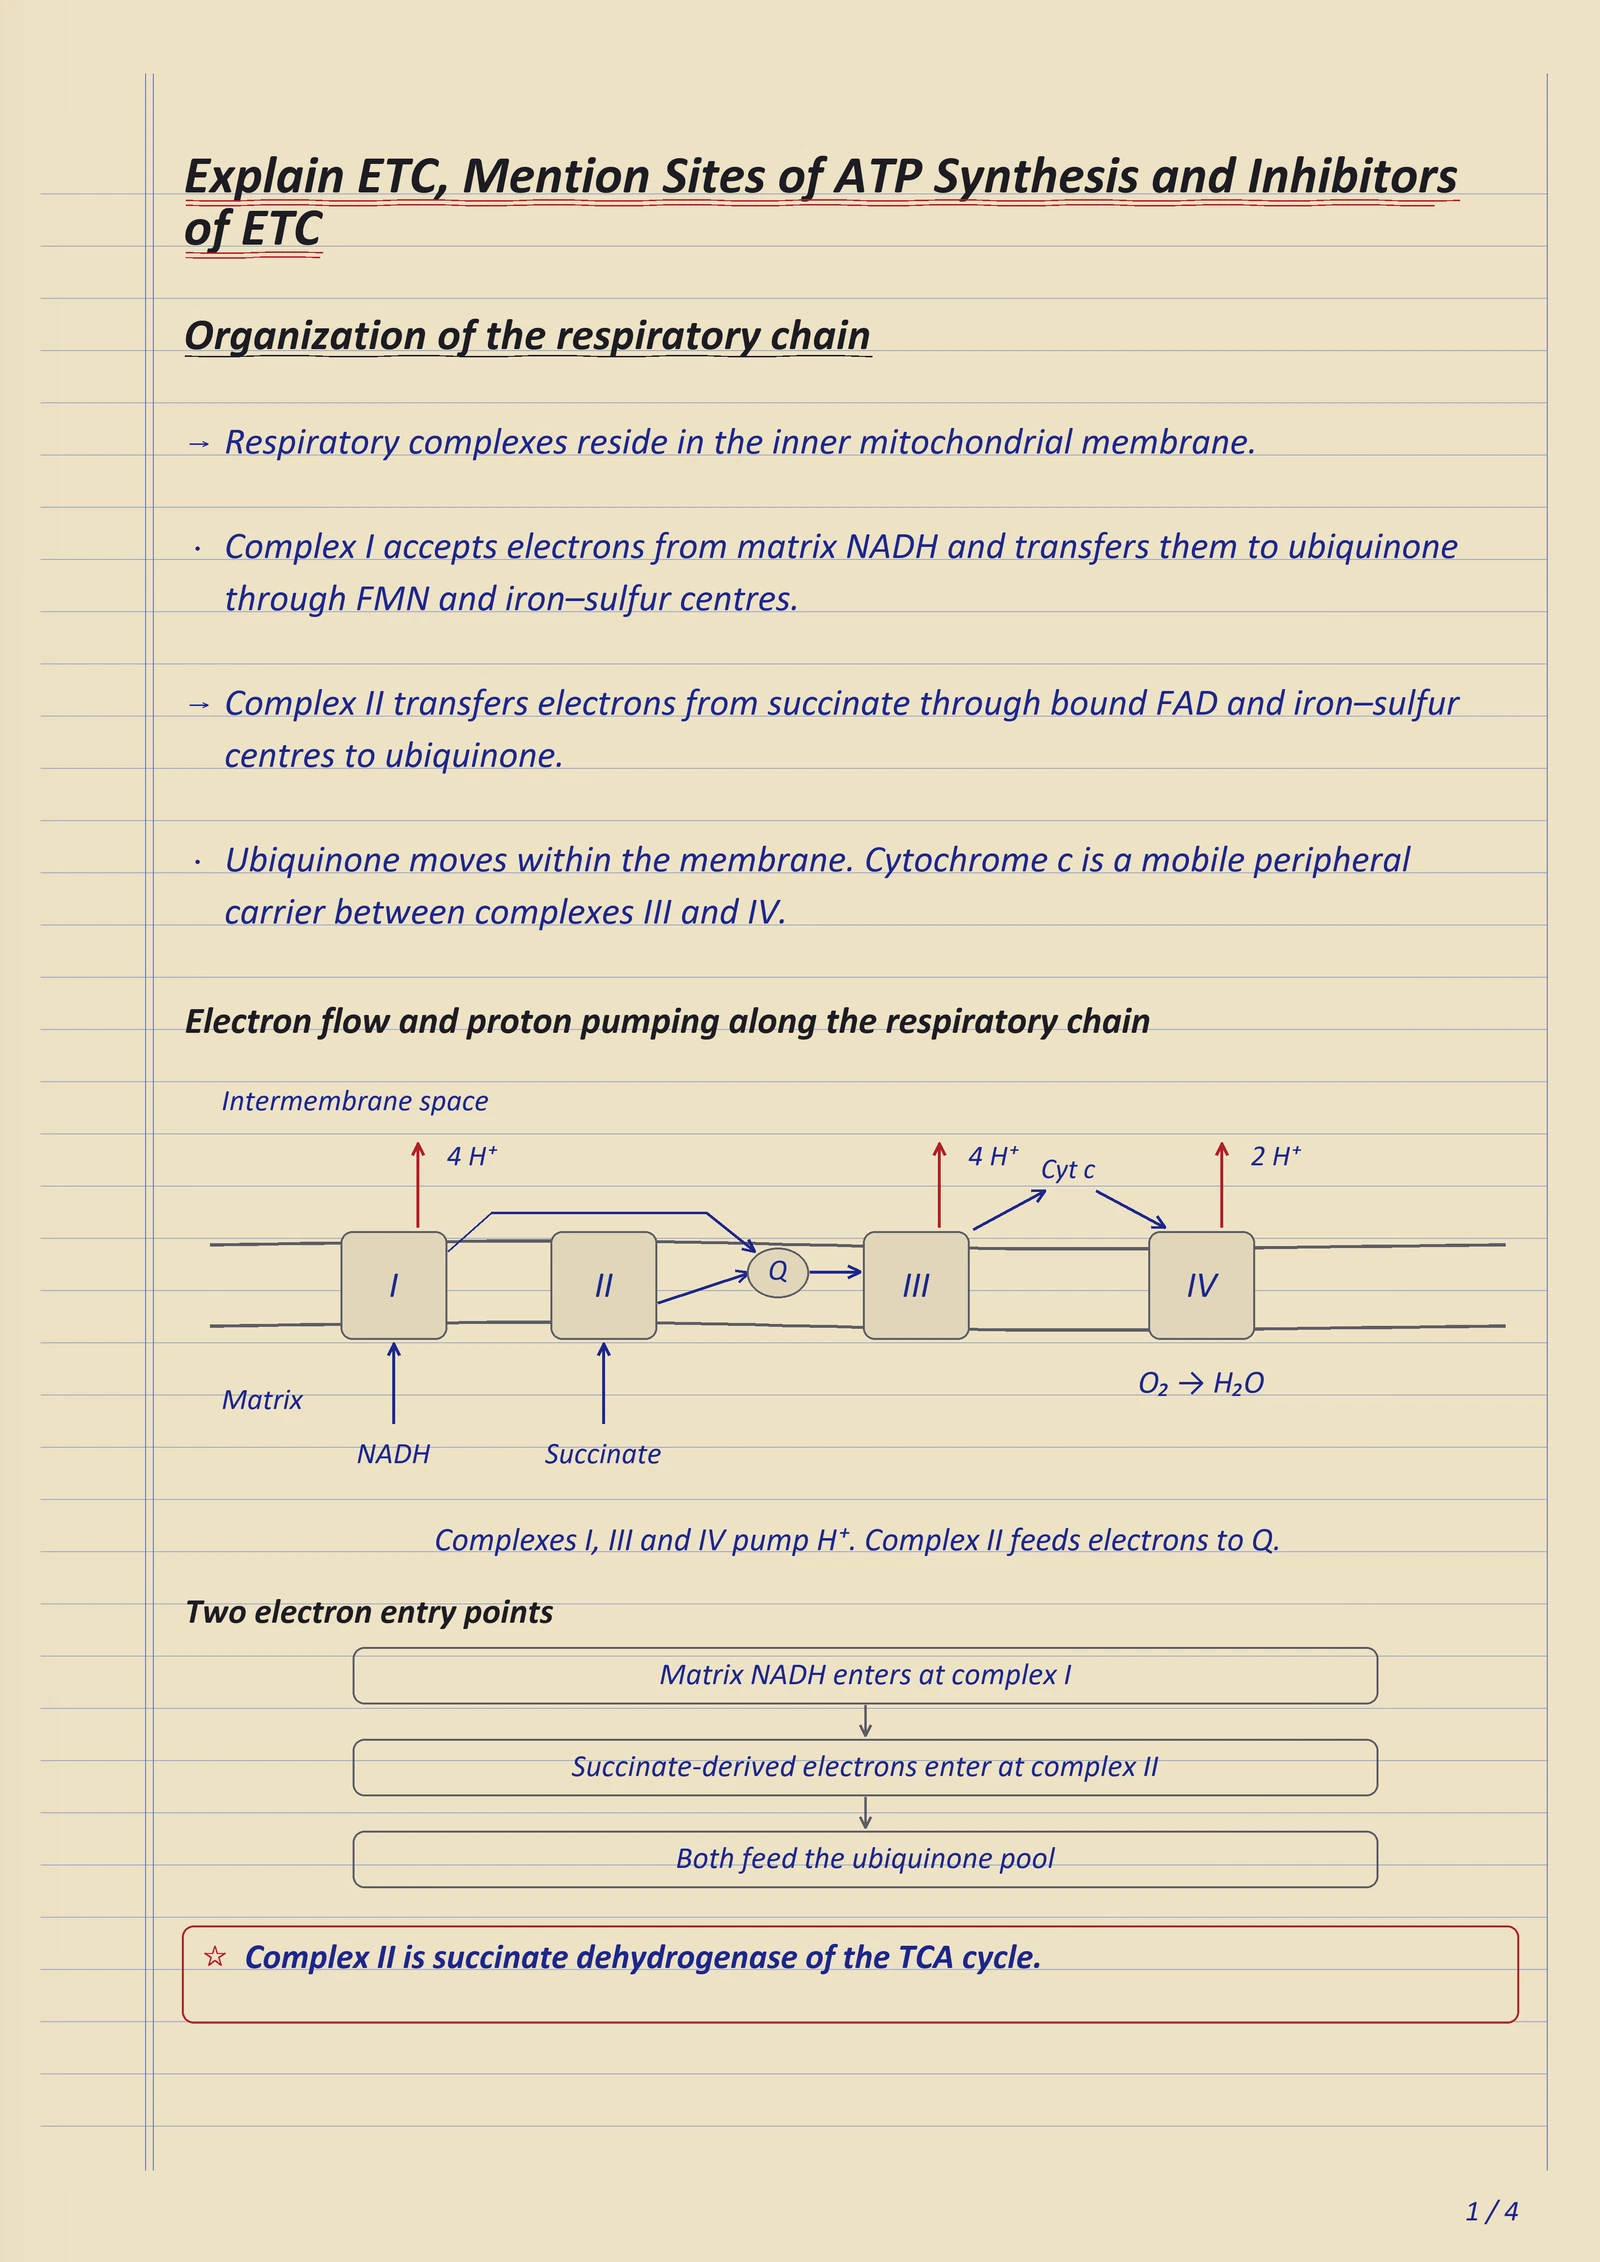 Explain ETC, Mention Sites of ATP Synthesis and Inhibitors
of ETC
Organization of the respiratory chain
→ Respiratory complexes reside in the inner mitochondrial membrane.
· Complex I accepts electrons from matrix NADH and transfers them to ubiquinone
through FMN and iron–sulfur centres.
→ Complex II transfers electrons from succinate through bound FAD and iron–sulfur
centres to ubiquinone.
· Ubiquinone moves within the membrane. Cytochrome c is a mobile peripheral
carrier between complexes III and IV.
Electron flow and proton pumping along the respiratory chain
Intermembrane space
4 H⁺ 4 H⁺ Cyt c 2 H⁺
I II Q III IV
Matrix
O₂ → H₂O
NADH Succinate
Complexes I, III and IV pump H⁺. Complex II feeds electrons to Q.
Two electron entry points
Matrix NADH enters at complex I
Succinate-derived electrons enter at complex II
Both feed the ubiquinone pool
☆ Complex II is succinate dehydrogenase of the TCA cycle.
1 / 4